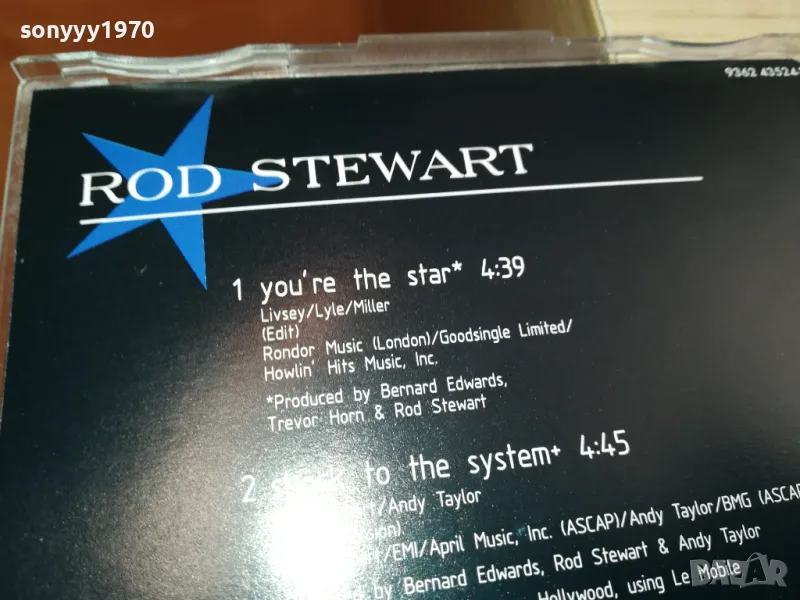 sonyyy1970
9362 43524
ROD STEWART
1 you're the star* 4:39
Livsey/Lyle/Miller
(Edit)
Rondor Music (London)/Goodsingle Limited/
Howlin' Hits Music, Inc.
*Produced by Bernard Edwards,
Trevor Horn & Rod Stewart
2 to the system+ 4:45
/Andy Taylor
/EMI/April Music, Inc. (ASCAP)/Andy Taylor/BMG (ASCAP
by Bernard Edwards, Rod Stewart & Andy Taylor
Hollywood, using Le Mobile
BAZAR